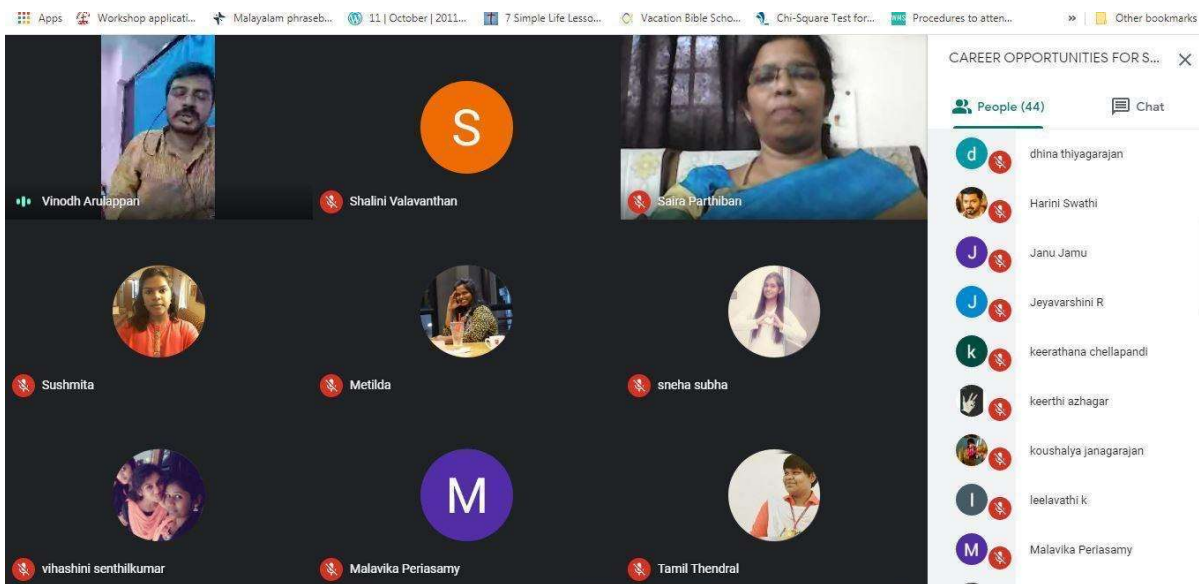 Apps
Workshop applicati...
Malayalam phraseb...
11 | October | 2011...
7 Simple Life Lesso...
Vacation Bible Scho...
Chi-Square Test for...
WHS
Procedures to atten...
»
Other bookmarks
CAREER OPPORTUNITIES FOR S...
People (44)
Chat
S
Vinodh Arulappan
Shalini Valavanthan
Saira Parthiban
Sushmita
Metilda
sneha subha
M
vihashini senthilkumar
Malavika Periasamy
Tamil Thendral
d
dhina thiyagarajan
Harini Swathi
J
Janu Jamu
J
Jeyavarshini R
k
keerathana chellapandi
keerthi azhagar
koushalya janagarajan
l
leelavathi k
M
Malavika Periasamy